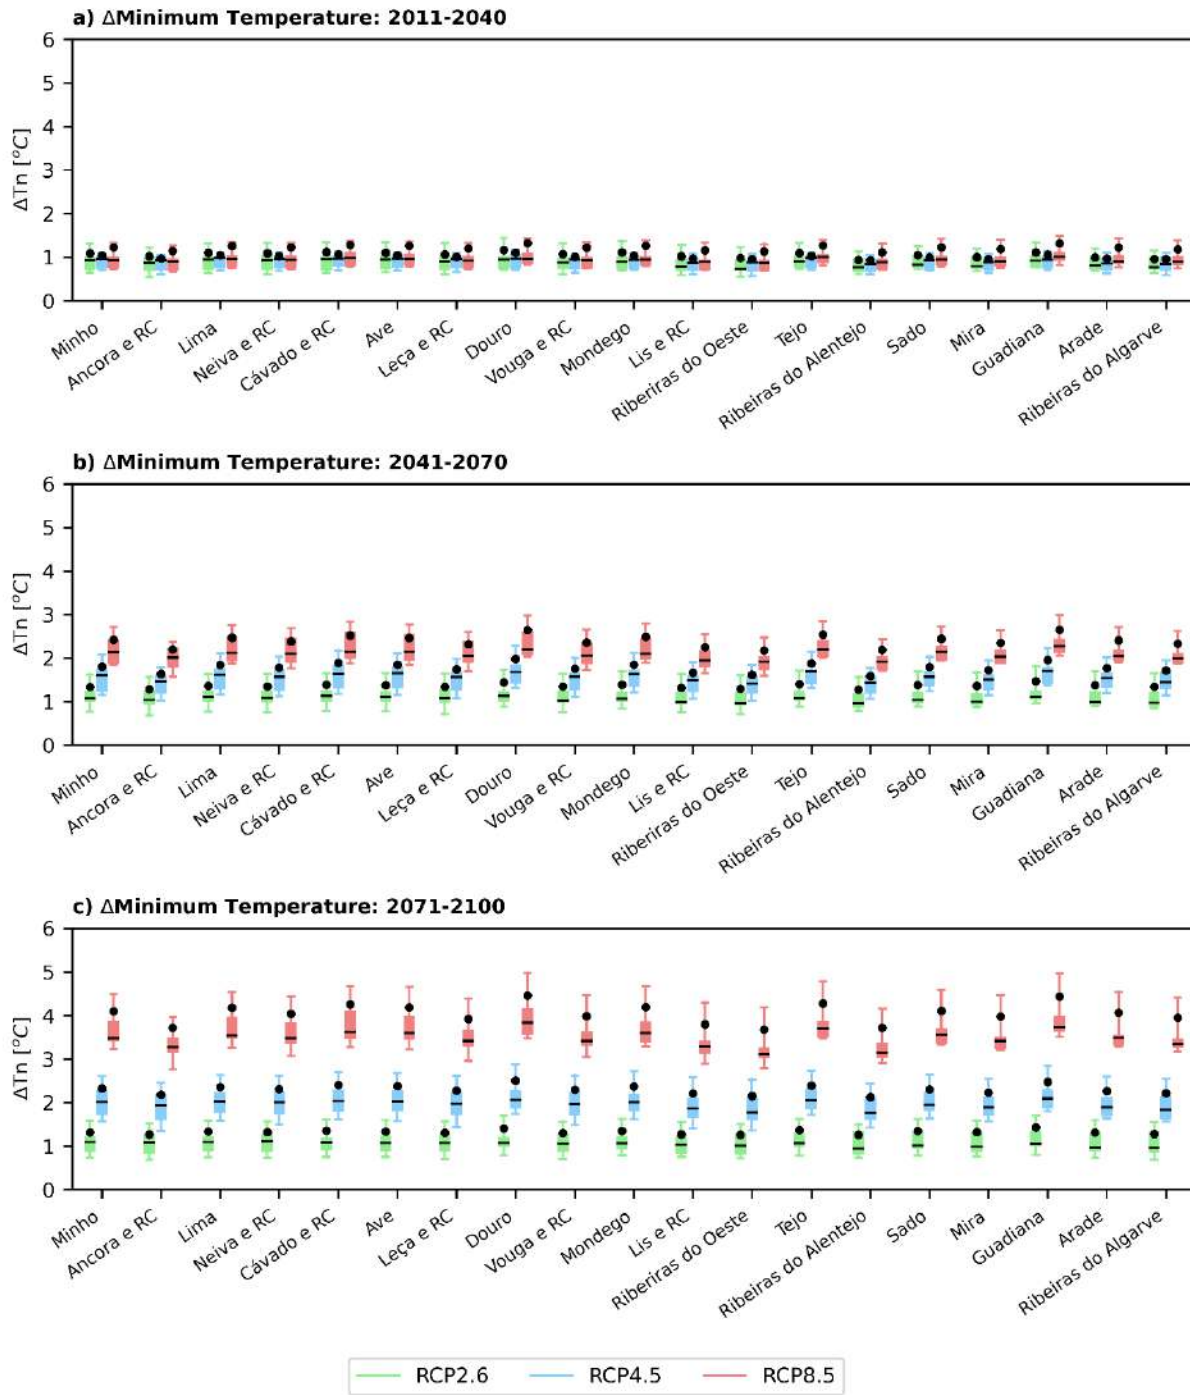 a) ΔMinimum Temperature: 2011-2040
6
5
4
3
2
1
0
ΔTn [°C]
Minho
Ancora e RC
Lima
Neiva e RC
Cávado e RC
Ave
Leça e RC
Douro
Vouga e RC
Mondego
Lis e RC
Riberiras do Oeste
Tejo
Ribeiras do Alentejo
Sado
Mira
Guadiana
Arade
Ribeiras do Algarve
b) ΔMinimum Temperature: 2041-2070
6
5
4
3
2
1
0
ΔTn [°C]
Minho
Ancora e RC
Lima
Neiva e RC
Cávado e RC
Ave
Leça e RC
Douro
Vouga e RC
Mondego
Lis e RC
Riberiras do Oeste
Tejo
Ribeiras do Alentejo
Sado
Mira
Guadiana
Arade
Ribeiras do Algarve
c) ΔMinimum Temperature: 2071-2100
6
5
4
3
2
1
0
ΔTn [°C]
Minho
Ancora e RC
Lima
Neiva e RC
Cávado e RC
Ave
Leça e RC
Douro
Vouga e RC
Mondego
Lis e RC
Riberiras do Oeste
Tejo
Ribeiras do Alentejo
Sado
Mira
Guadiana
Arade
Ribeiras do Algarve
RCP2.6 RCP4.5 RCP8.5